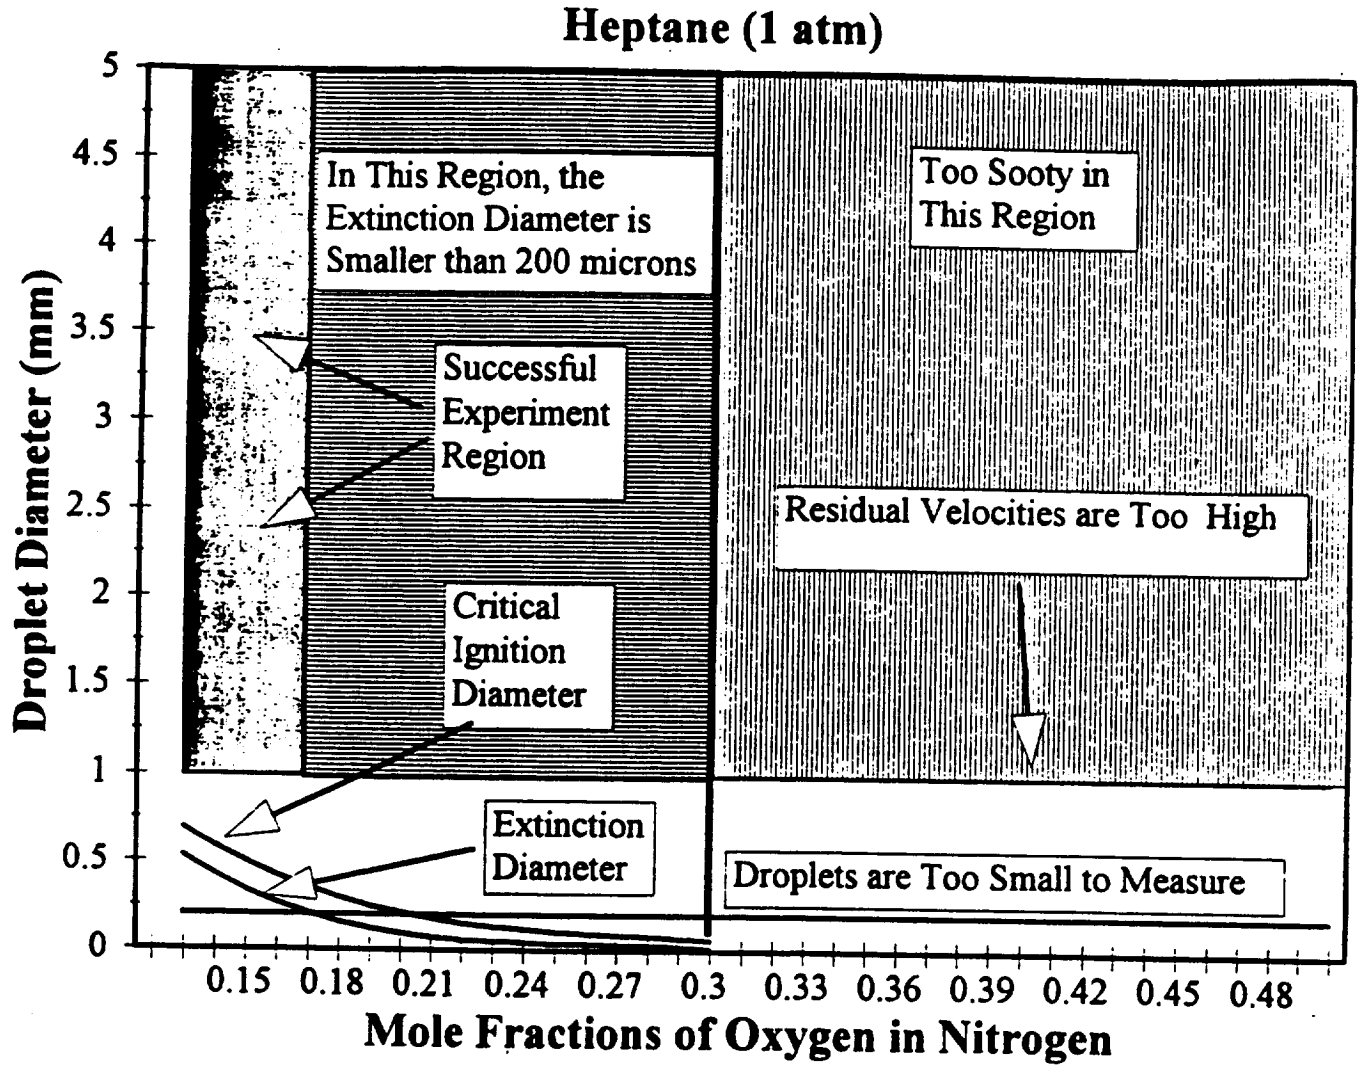 Heptane (1 atm)
5
4.5
4
3.5
3
2.5
2
1.5
1
0.5
0
Droplet Diameter (mm)
In This Region, the
Extinction Diameter is
Smaller than 200 microns
Too Sooty in
This Region
Successful
Experiment
Region
Residual Velocities are Too High
Critical
Ignition
Diameter
Extinction
Diameter
Droplets are Too Small to Measure
0.15 0.18 0.21 0.24 0.27 0.3 0.33 0.36 0.39 0.42 0.45 0.48
Mole Fractions of Oxygen in Nitrogen